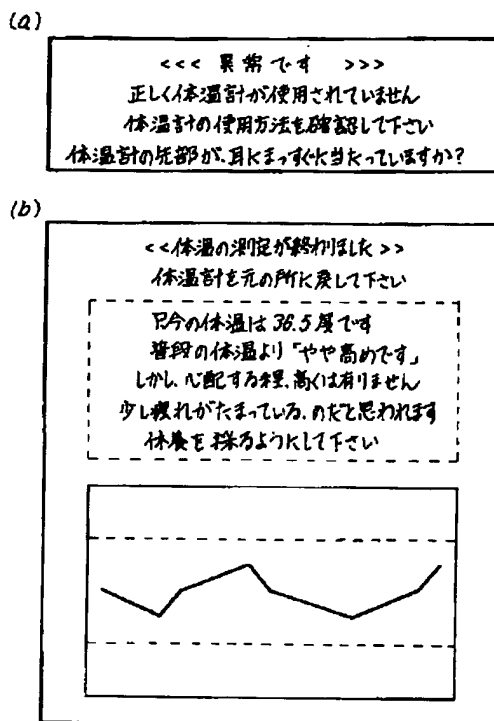 (a)
<<< 異常です >>>
正しく体温計が使用されていません
体温計の使用方法を確認して下さい
体温計の先部が、耳にまっすぐに当たっていますか?
(b)
<<体温の測定が終わりました>>
体温計を元の所に戻して下さい
只今の体温は36.5度です
普段の体温より「やや高めです」
しかし、心配する程、高くは有りません
少し疲れがたまっている、のだと思われます
休養を採るようにして下さい